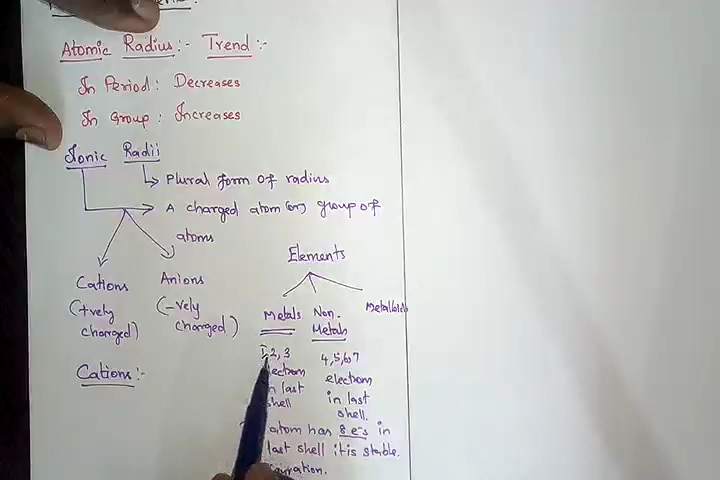 Atomic Radius:- Trend :-
In Period : Decreases
In Group : Increases
Ionic Radii
Plural form of radius
A charged atom (or) group of
atoms
Cations
(+vely
charged)
Anions
(-vely
charged)
Elements
Metals
Non-
Metals
Metalloids
1,2,3
electron
in last
shell
4,5,6,7
electron
in last
shell.
atom has 8 e-s in
last shell it is stable.
Cations :-